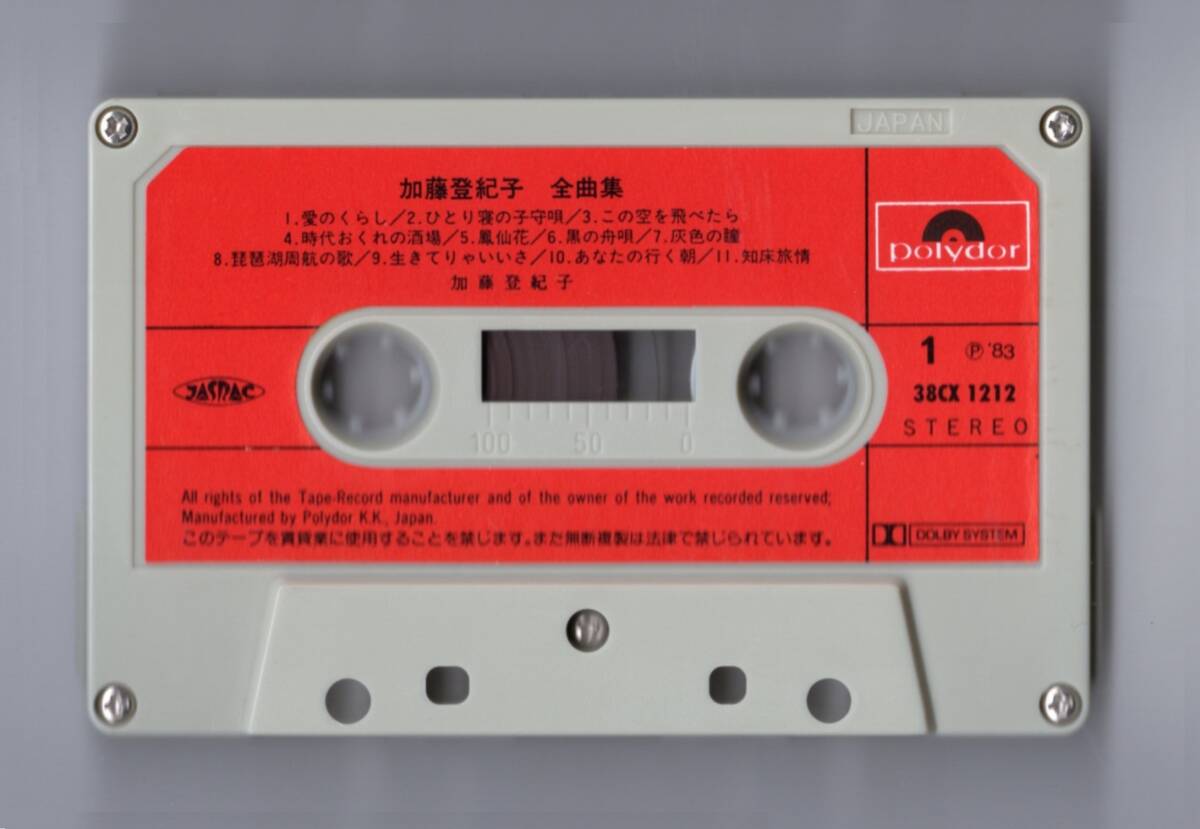 JAPAN
加藤登紀子 全曲集
1.愛のくらし/2.ひとり寝の子守唄/3.この空を飛べたら
4.時代おくれの酒場/5.鳳仙花/6.黒の舟唄/7.灰色の瞳
8.琵琶湖周航の歌/9.生きてりゃいいさ/10.あなたの行く朝/11.知床旅情
加藤登紀子
polydor
1 Ⓟ'83
38CX 1212
STEREO
JASRAC
100 50 0
All rights of the Tape-Record manufacturer and of the owner of the work recorded reserved;
Manufactured by Polydor K.K., Japan.
このテープを賃貸業に使用することを禁じます。また無断複製は法律で禁じられています。
DOLBY SYSTEM